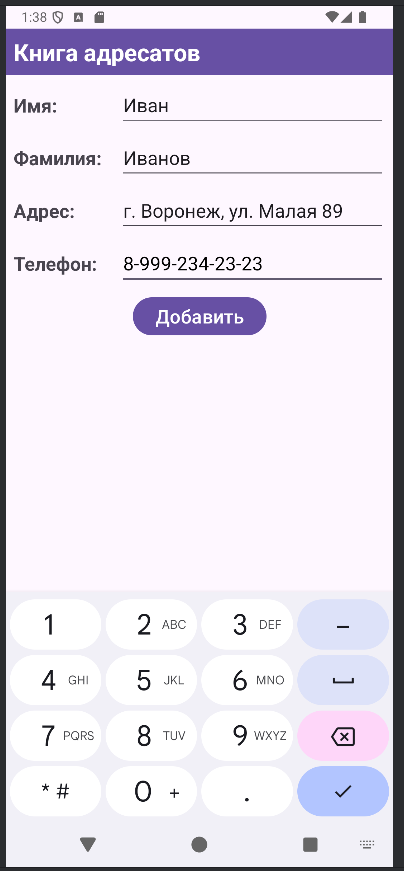 1:38
Книга адресатов
Имя: Иван
Фамилия: Иванов
Адрес: г. Воронеж, ул. Малая 89
Телефон: 8-999-234-23-23
Добавить
1 2 ABC 3 DEF –
4 GHI 5 JKL 6 MNO
7 PQRS 8 TUV 9 WXYZ
* # 0 + .